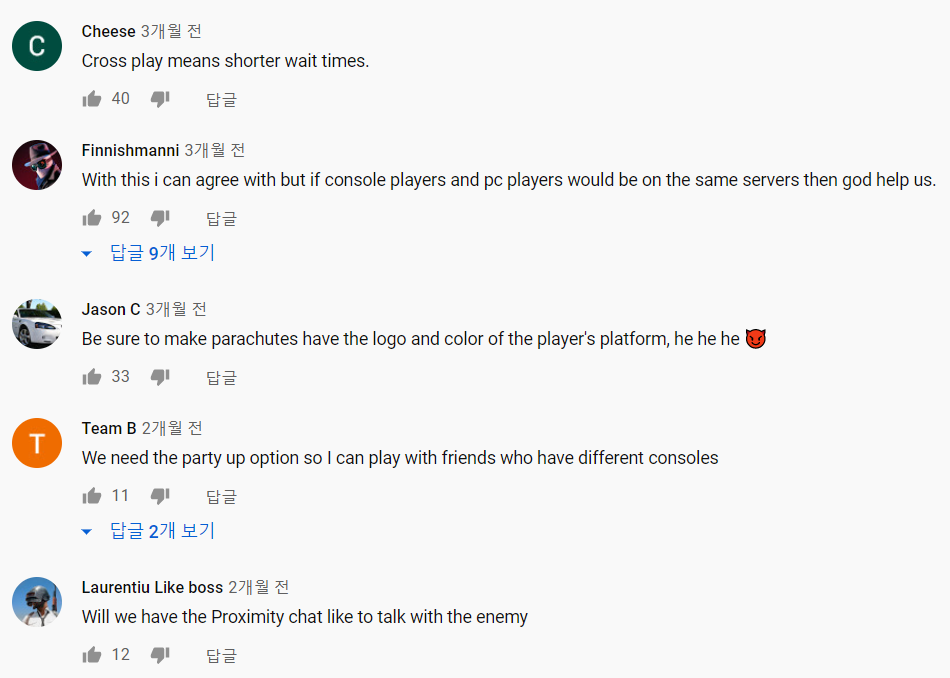 C
Cheese 3개월 전
Cross play means shorter wait times.
40 답글
Finnishmanni 3개월 전
With this i can agree with but if console players and pc players would be on the same servers then god help us.
92 답글
답글 9개 보기
Jason C 3개월 전
Be sure to make parachutes have the logo and color of the player's platform, he he he 😈
33 답글
T
Team B 2개월 전
We need the party up option so I can play with friends who have different consoles
11 답글
답글 2개 보기
Laurentiu Like boss 2개월 전
Will we have the Proximity chat like to talk with the enemy
12 답글